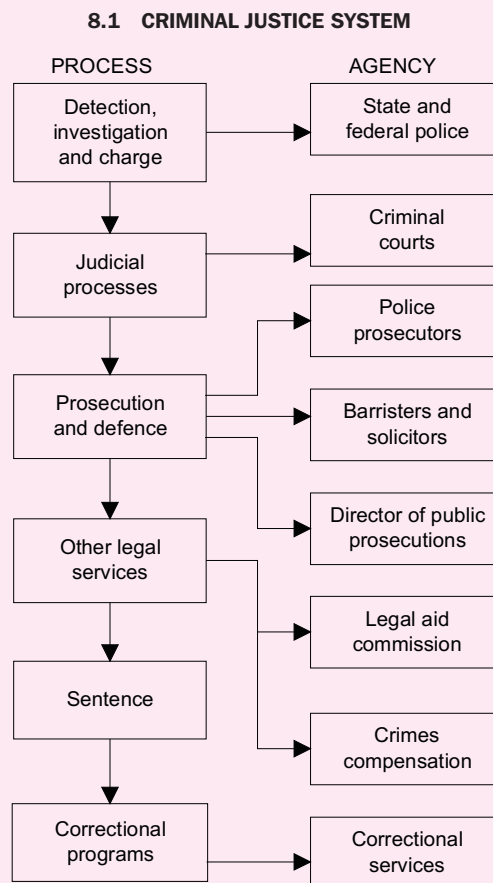 8.1 CRIMINAL JUSTICE SYSTEM
PROCESS
AGENCY
Detection,
investigation
and charge
State and
federal police
Judicial
processes
Criminal
courts
Prosecution
and defence
Police
prosecutors
Barristers and
solicitors
Director of public
prosecutions
Other legal
services
Legal aid
commission
Crimes
compensation
Sentence
Correctional
programs
Correctional
services